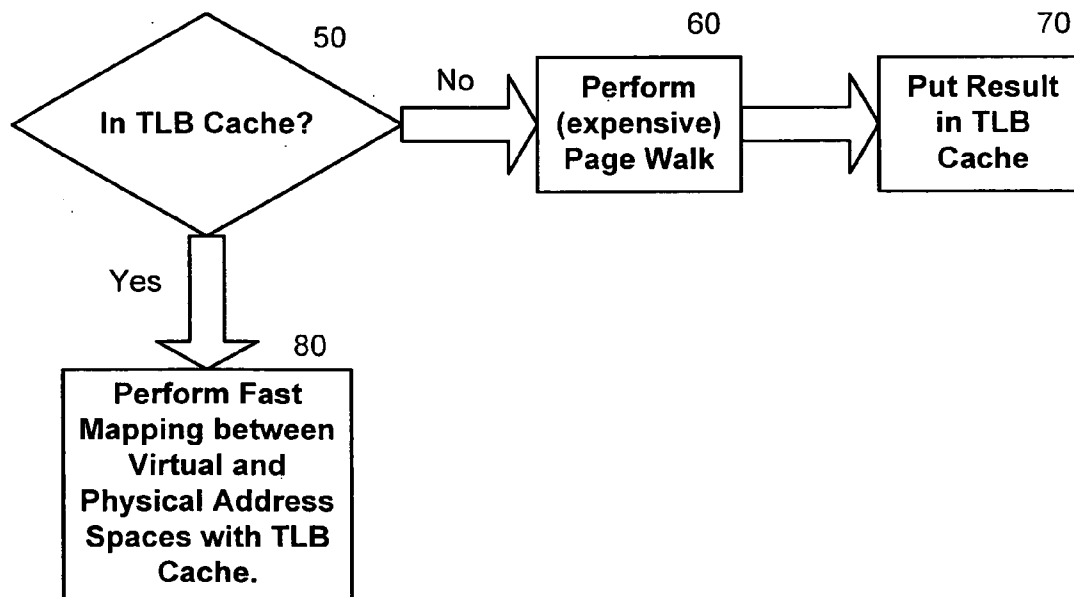 50
In TLB Cache?
No
60
Perform
(expensive)
Page Walk
70
Put Result
in TLB
Cache
Yes
80
Perform Fast
Mapping between
Virtual and
Physical Address
Spaces with TLB
Cache.